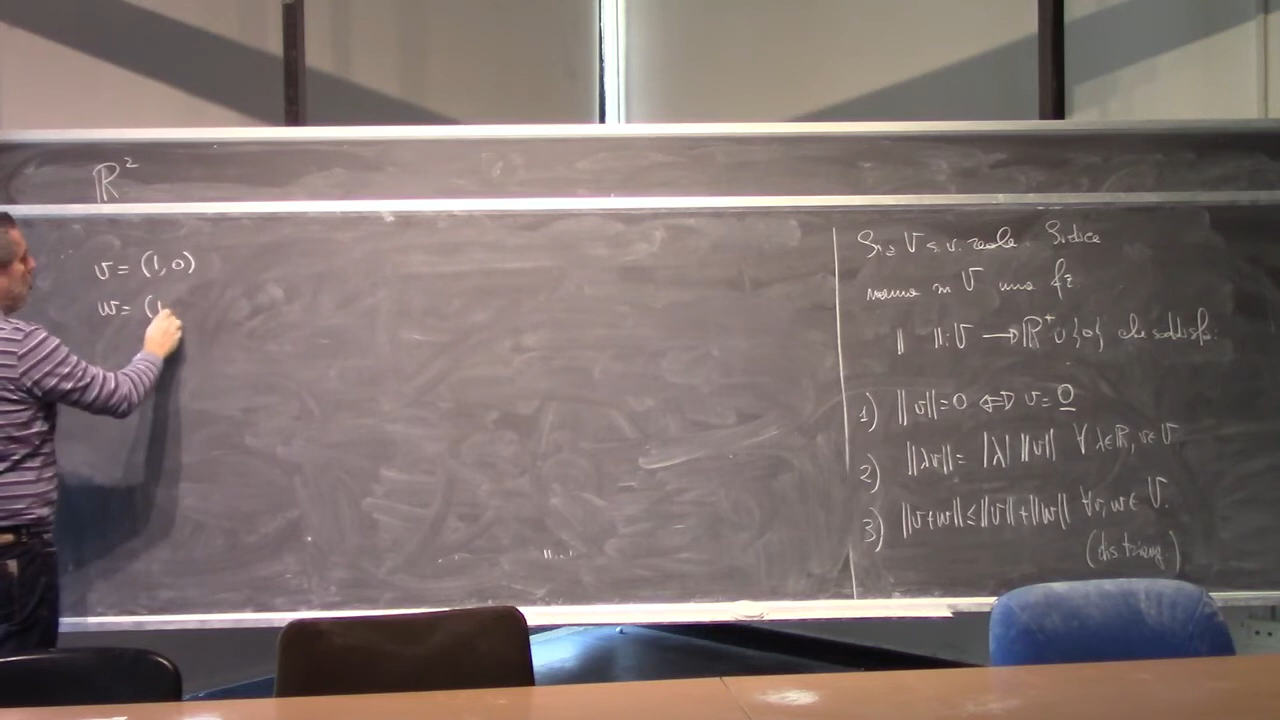 ℝ²
v = (1,0)
w = (1
Sia V s.v. reale. Si dice
norma in V una fz.
‖ ‖: V → ℝ⁺ ∪ {0} che soddisfa:
1) ‖v‖=0 ⇔ v=0
2) ‖λv‖= |λ| ‖v‖ ∀ λ∈ℝ, v∈V
3) ‖v+w‖≤‖v‖+‖w‖ ∀v,w∈ V.
(dis. triang.)